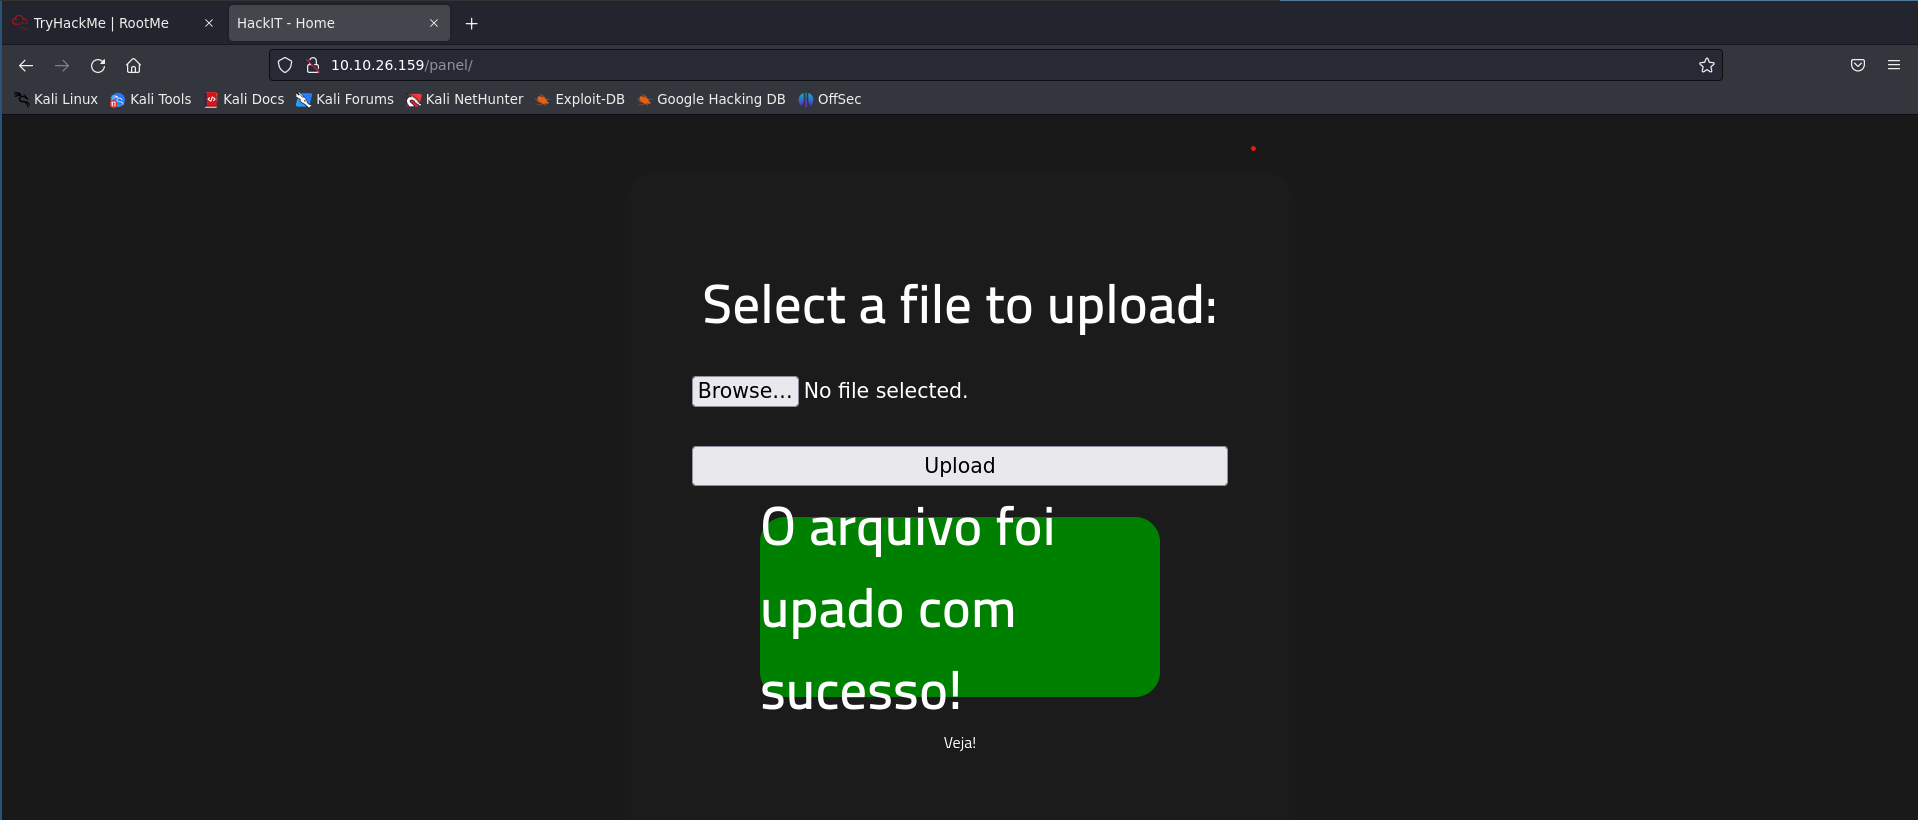 TryHackMe | RootMe
HackIT - Home
10.10.26.159/panel/
Kali Linux
Kali Tools
Kali Docs
Kali Forums
Kali NetHunter
Exploit-DB
Google Hacking DB
OffSec
Select a file to upload:
Browse... No file selected.
Upload
O arquivo foi
upado com
sucesso!
Veja!